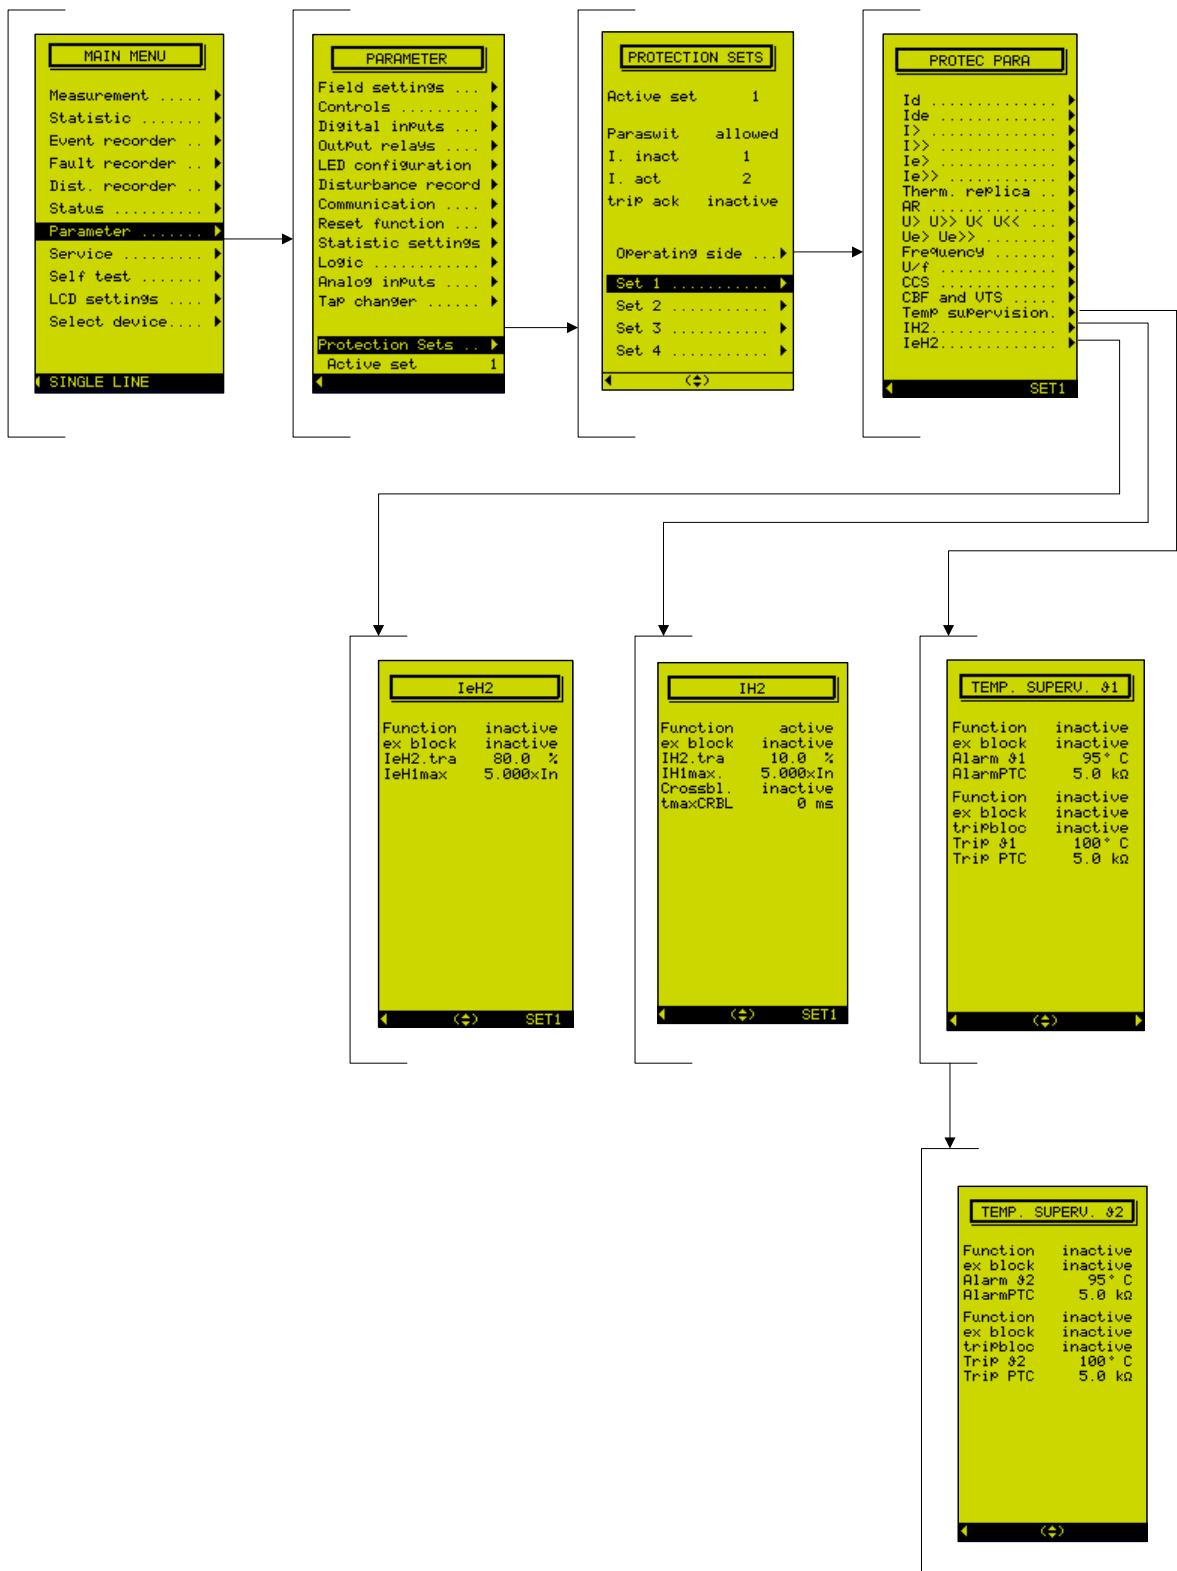 MAIN MENU
Measurement ..... 
Statistic ....... 
Event recorder .. 
Fault recorder .. 
Dist. recorder .. 
Status .......... 
Parameter ....... 
Service ......... 
Self test ....... 
LCD settings .... 
Select device.... 
SINGLE LINE
PARAMETER
Field settings ... 
Controls ......... 
Digital inputs ... 
Output relays .... 
LED configuration
Disturbance record
Communication .... 
Reset function ... 
Statistic settings
Logic ............ 
Analog inputs .... 
Tap changer ...... 
Protection Sets .. 
Active set 1
PROTECTION SETS
Active set 1
Paraswit allowed
I. inact 1
I. act 2
trip ack inactive
Operating side ...
Set 1 ...........
Set 2 ...........
Set 3 ...........
Set 4 ...........
PROTEC PARA
Id ..............
Ide .............
I> ..............
I>> .............
Ie> .............
Ie>> ............
Therm. replica ..
AR ..............
U> U>> U< U<< ...
Ue> Ue>> ........
Frequency .......
U/f .............
CCS .............
CBF and VTS .....
Temp supervision.
IH2..............
IeH2.............
SET1
IeH2
Function inactive
ex block inactive
IeH2.tra 80.0 %
IeH1max 5.000xIn
SET1
IH2
Function active
ex block inactive
IH2.tra 10.0 %
IH1max. 5.000xIn
Crossbl. inactive
tmaxCRBL 0 ms
SET1
TEMP. SUPERV. ϑ1
Function inactive
ex block inactive
Alarm ϑ1 95° C
AlarmPTC 5.0 kΩ
Function inactive
ex block inactive
tripbloc inactive
Trip ϑ1 100° C
Trip PTC 5.0 kΩ
TEMP. SUPERV. ϑ2
Function inactive
ex block inactive
Alarm ϑ2 95° C
AlarmPTC 5.0 kΩ
Function inactive
ex block inactive
tripbloc inactive
Trip ϑ2 100° C
Trip PTC 5.0 kΩ